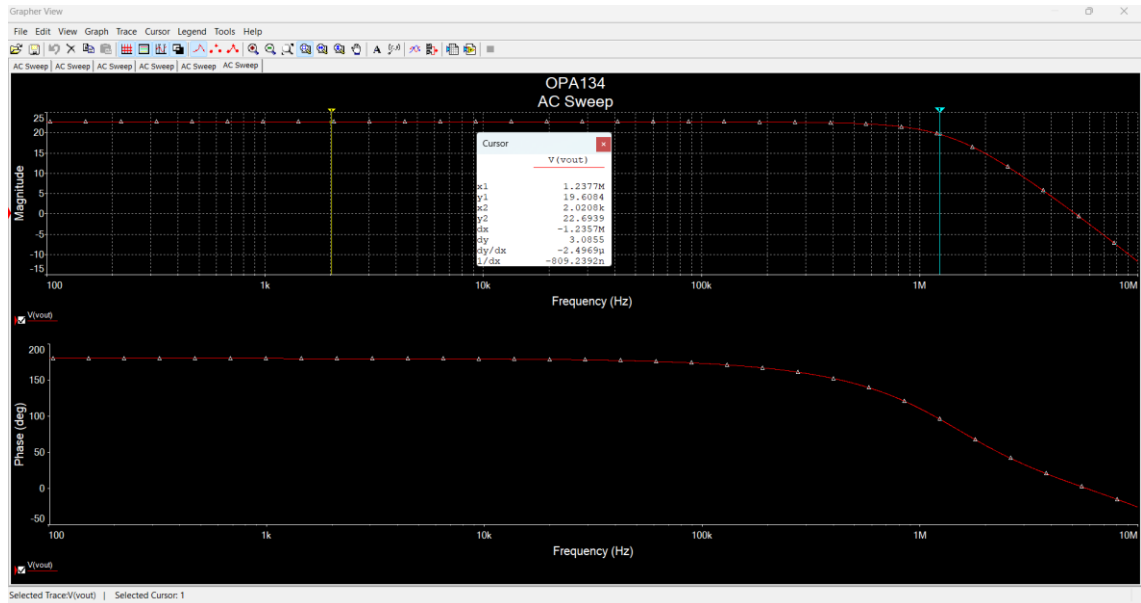 Grapher View
File Edit View Graph Trace Cursor Legend Tools Help
AC Sweep AC Sweep AC Sweep AC Sweep AC Sweep AC Sweep
OPA134
AC Sweep
Magnitude
25
20
15
10
5
0
-5
-10
-15
Cursor
V(vout)
x1 1.2377M
y1 19.6084
x2 2.0208k
y2 22.6939
dx -1.2357M
dy 3.0855
dy/dx -2.4969µ
1/dx -809.2392n
100 1k 10k 100k 1M 10M
Frequency (Hz)
V(vout)
Phase (deg)
200
150
100
50
0
-50
100 1k 10k 100k 1M 10M
Frequency (Hz)
V(vout)
Selected Trace:V(vout) | Selected Cursor: 1